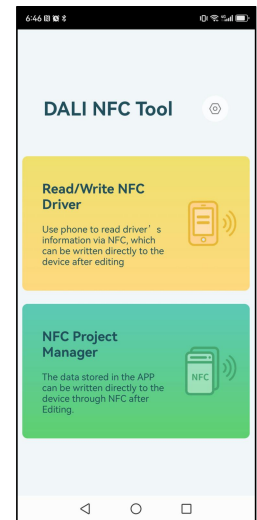 6:46
DALI NFC Tool
Read/Write NFC
Driver
Use phone to read driver's
information via NFC, which
can be written directly to the
device after editing
NFC Project
Manager
The data stored in the APP
can be written directly to the
device through NFC after
Editing.
NFC